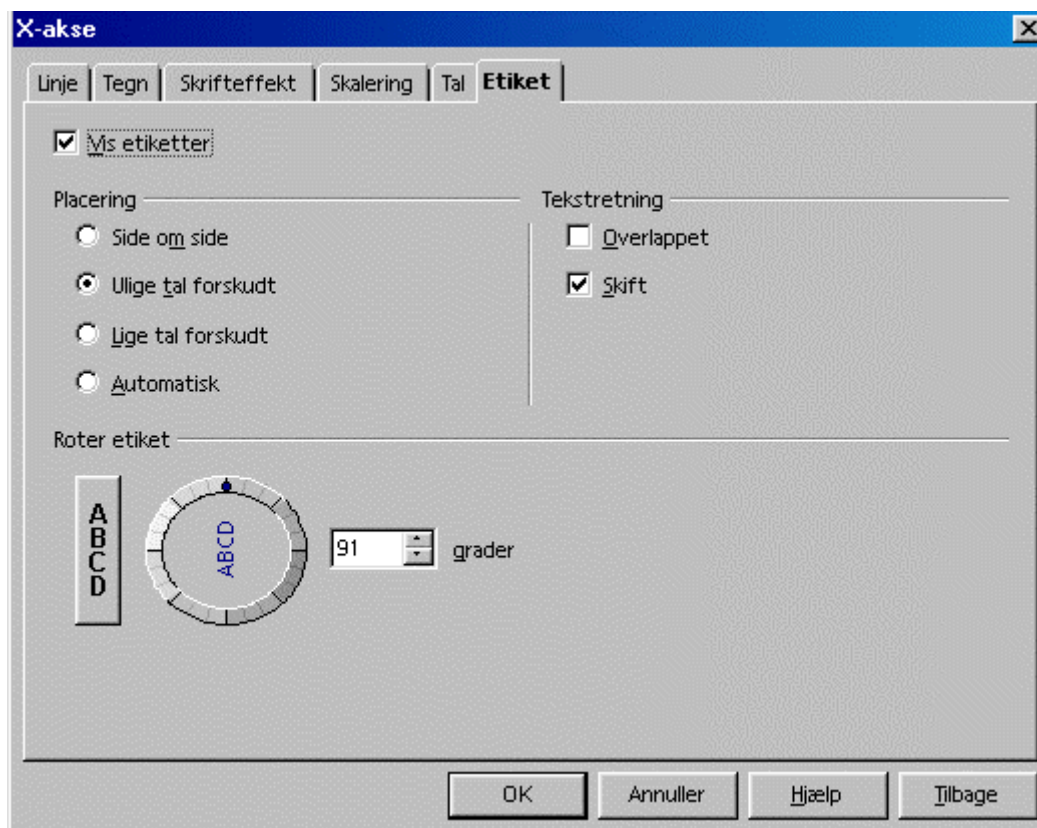 X-akse
Linje Tegn Skrifteffekt Skalering Tal Etiket
Vis etiketter
Placering Tekstretning
Side om side Overlappet
Ulige tal forskudt Skift
Lige tal forskudt
Automatisk
Roter etiket
ABCD ABCD 91 grader
OK Annuller Hjælp Tilbage